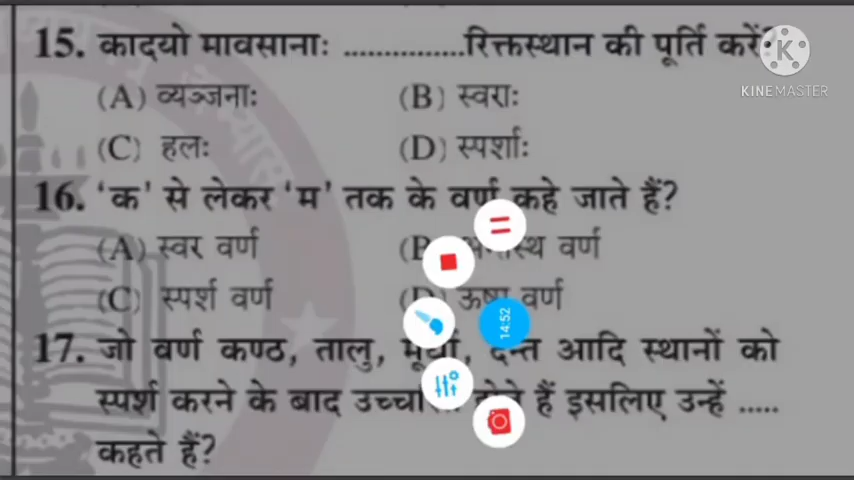 15. कादयो मावसानाः ...............रिक्तस्थान की पूर्ति करें?
KINEMASTER
(A) व्यञ्जनाः (B) स्वराः
(C) हलः (D) स्पर्शाः
16. 'क' से लेकर 'म' तक के वर्ण कहे जाते हैं?
(A) स्वर वर्ण (B) वर्ण
(C) स्पर्श वर्ण (D) ऊष्म वर्ण
14:52
17. जो वर्ण कण्ठ, तालु, मूर्धा, दन्त आदि स्थानों को
स्पर्श करने के बाद होते हैं इसलिए उन्हें .....
कहते हैं?